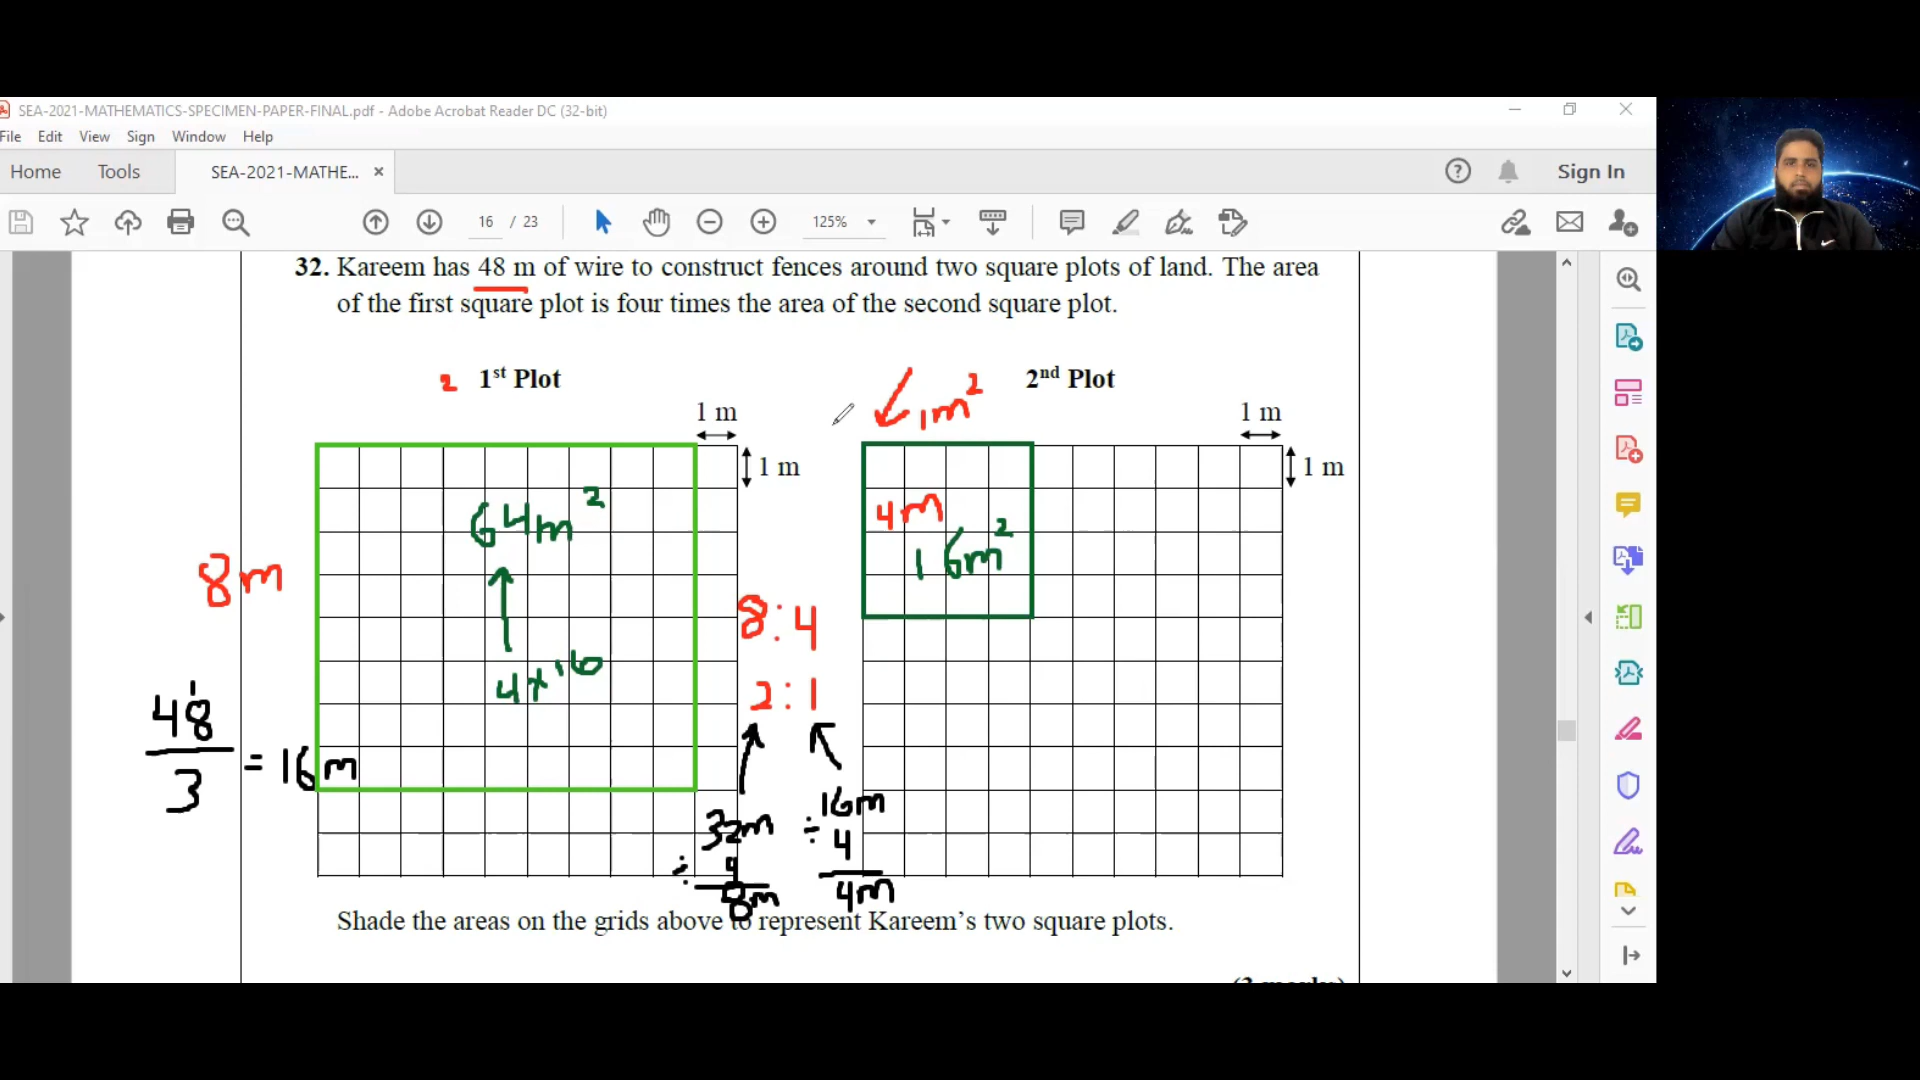 SEA-2021-MATHEMATICS-SPECIMEN-PAPER-FINAL.pdf - Adobe Acrobat Reader DC (32-bit)
File Edit View Sign Window Help
Home Tools SEA-2021-MATHE... × Sign In
16 / 23 125%
32. Kareem has 48 m of wire to construct fences around two square plots of land. The area
of the first square plot is four times the area of the second square plot.
2 1st Plot
1m² 2nd Plot
1 m
1 m
1 m
1 m
64m²
4m
16m²
8m
8:4
4×16
2:1
48/3 = 16m
32m
÷ 4
8m
16m
÷ 4
4m
Shade the areas on the grids above to represent Kareem's two square plots.